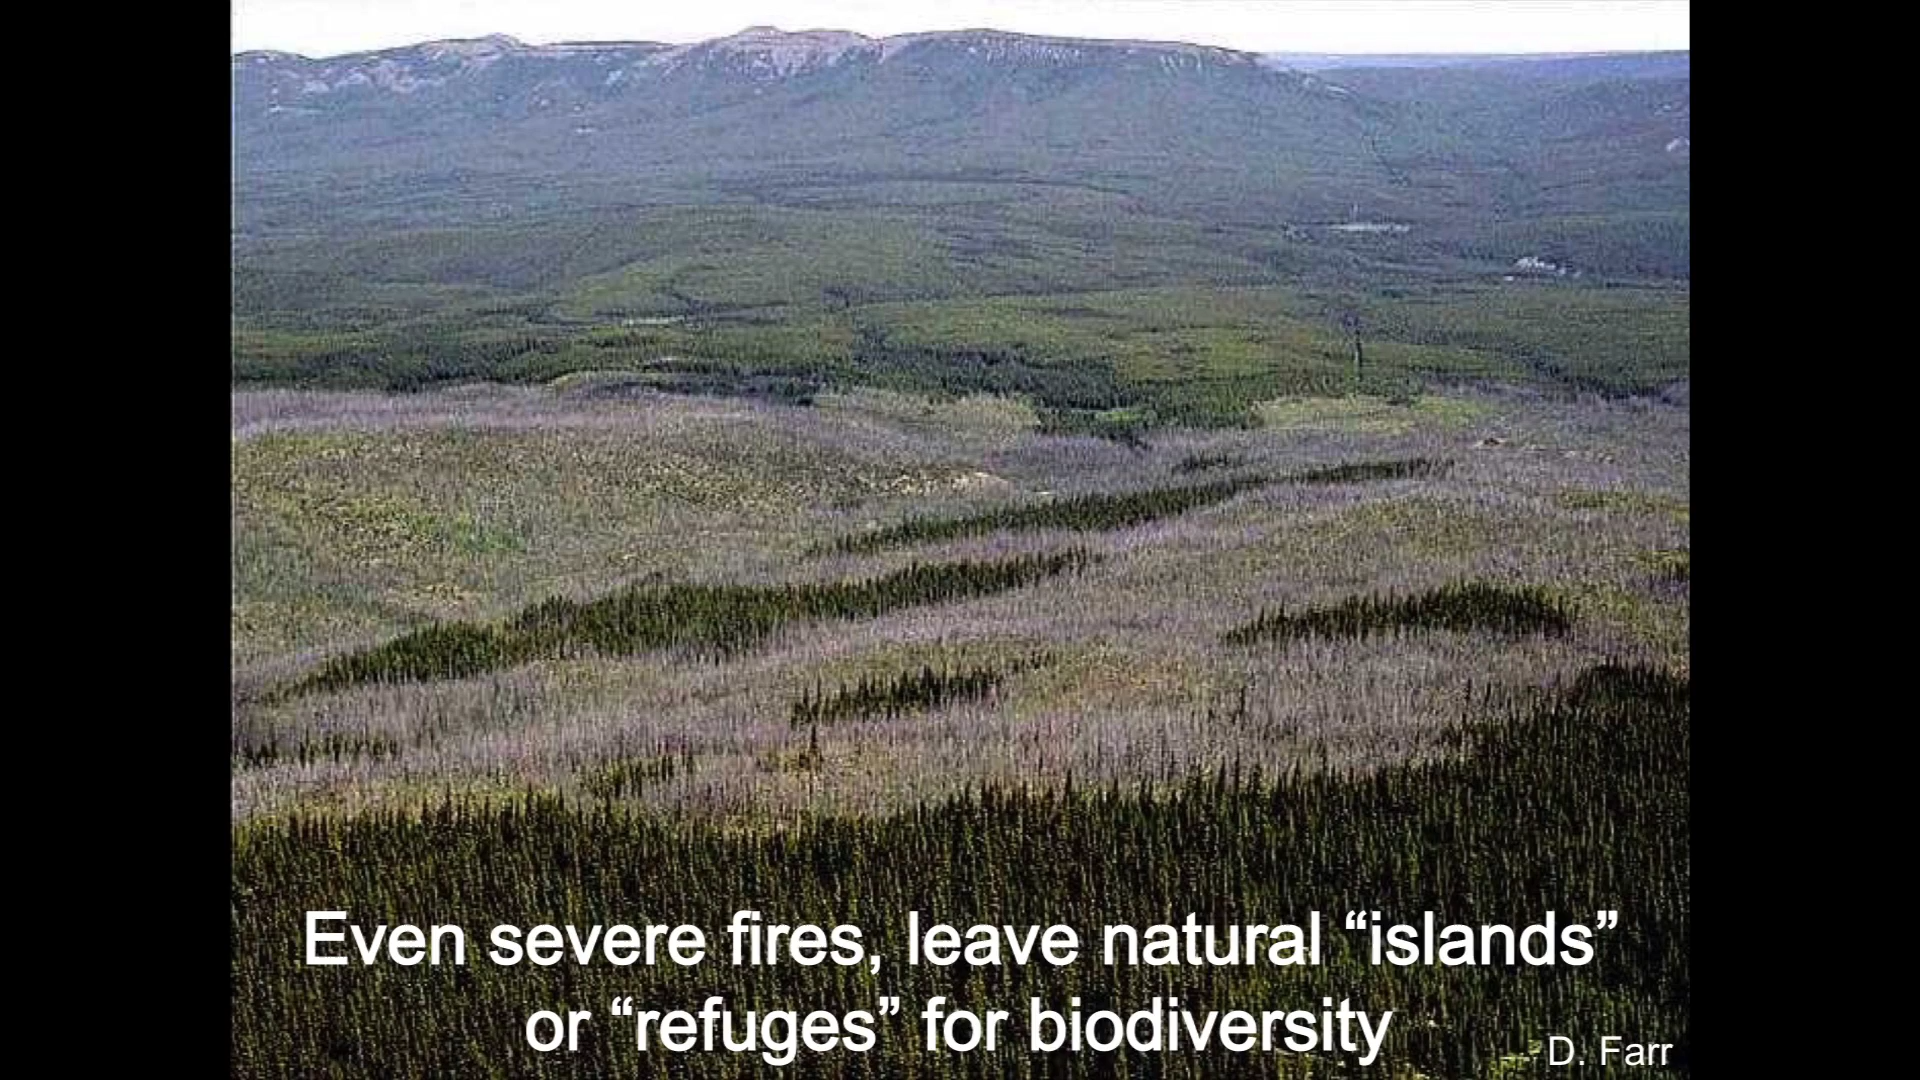 Even severe fires, leave natural “islands”
or “refuges” for biodiversity
D. Farr